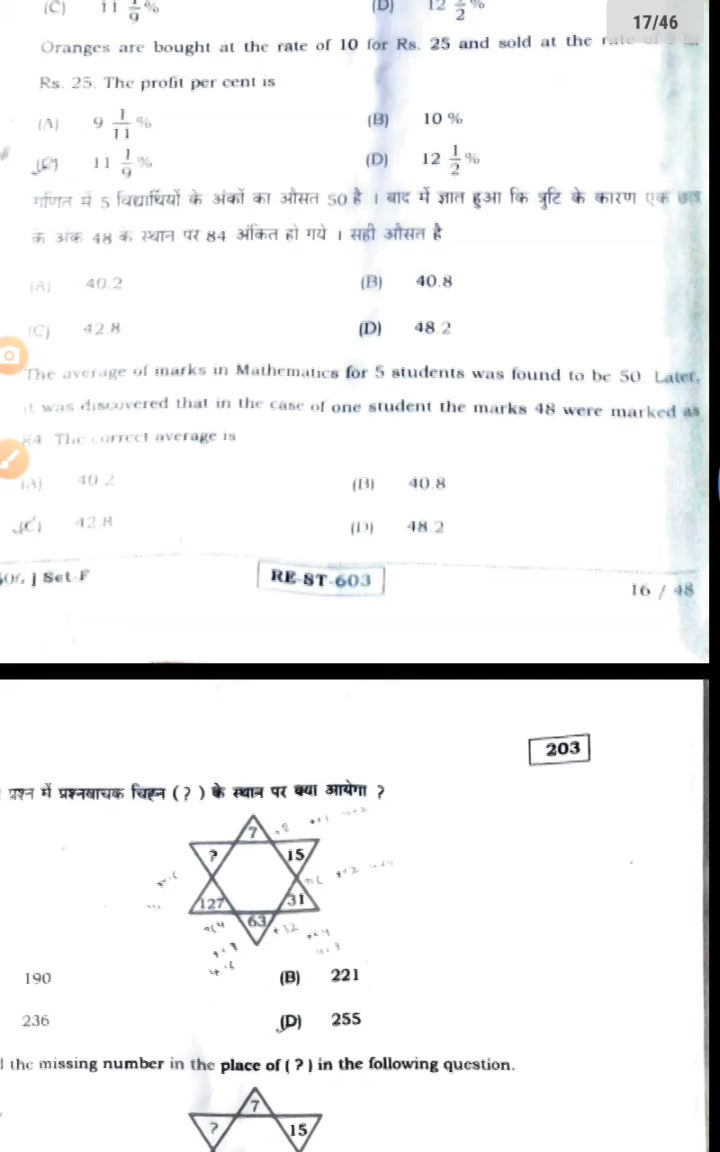 (C) 11 1/9 % (D) 12 1/2 %
17/46
Oranges are bought at the rate of 10 for Rs. 25 and sold at the rate of 9 for
Rs. 25. The profit per cent is
(A) 9 1/11 % (B) 10 %
(C) 11 1/9 % (D) 12 1/2 %
गणित में 5 विद्यार्थियों के अंकों का औसत 50 है । बाद में ज्ञात हुआ कि त्रुटि के कारण एक छात्र
के अंक 48 के स्थान पर 84 अंकित हो गये । सही औसत है
(A) 40.2 (B) 40.8
(C) 42.8 (D) 48.2
The average of marks in Mathematics for 5 students was found to be 50. Later,
it was discovered that in the case of one student the marks 48 were marked as
84. The correct average is
(A) 40.2 (B) 40.8
(C) 42.8 (D) 48.2
] Set-F RE-ST-603 16 / 48
203
प्रश्न में प्रश्नवाचक चिह्न ( ? ) के स्थान पर क्या आयेगा ?
7
? 15
127 31
63
+32
190 (B) 221
236 (D) 255
the missing number in the place of ( ? ) in the following question.
7
? 15